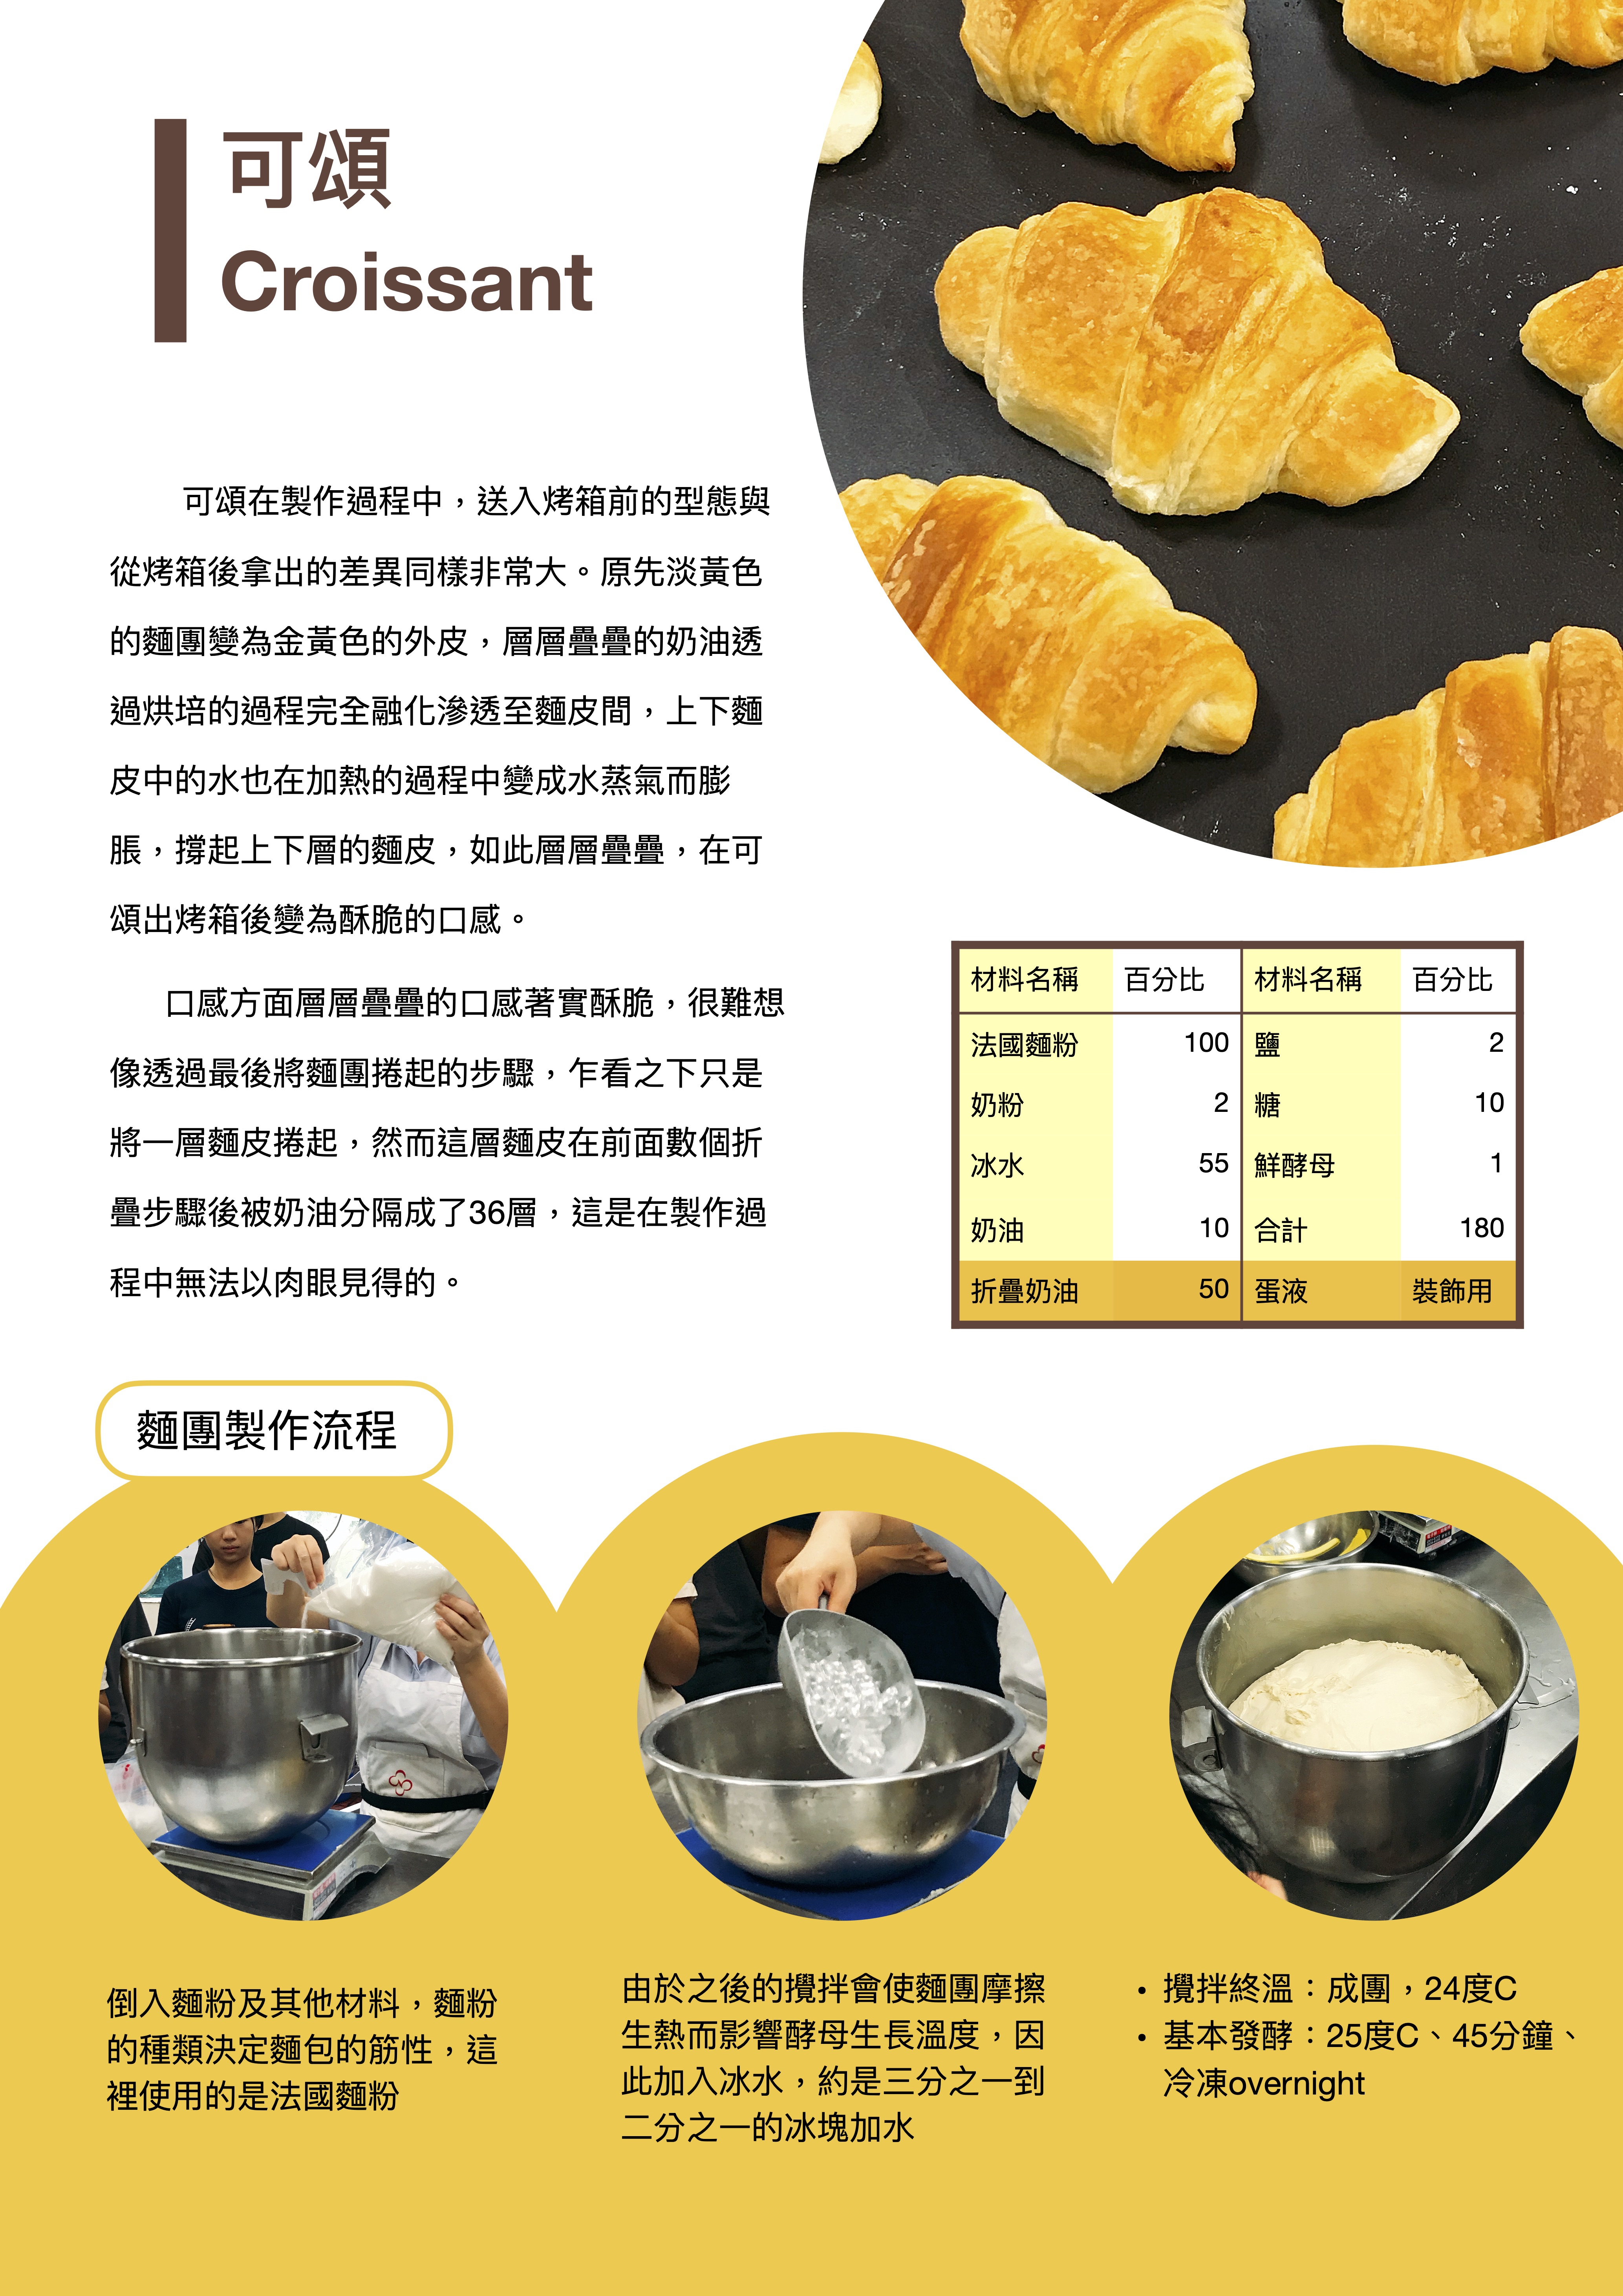 可頌
Croissant
可頌在製作過程中，送入烤箱前的型態與
從烤箱後拿出的差異同樣非常大。原先淡黃色
的麵團變為金黃色的外皮，層層疊疊的奶油透
過烘培的過程完全融化滲透至麵皮間，上下麵
皮中的水也在加熱的過程中變成水蒸氣而膨
脹，撐起上下層的麵皮，如此層層疊疊，在可
頌出烤箱後變為酥脆的口感。
口感方面層層疊疊的口感著實酥脆，很難想
像透過最後將麵團捲起的步驟，乍看之下只是
將一層麵皮捲起，然而這層麵皮在前面數個折
疊步驟後被奶油分隔成了36層，這是在製作過
程中無法以肉眼見得的。
材料名稱 百分比 材料名稱 百分比
法國麵粉 100 鹽 2
奶粉 2 糖 10
冰水 55 鮮酵母 1
奶油 10 合計 180
折疊奶油 50 蛋液 裝飾用
麵團製作流程
倒入麵粉及其他材料，麵粉
的種類決定麵包的筋性，這
裡使用的是法國麵粉
由於之後的攪拌會使麵團摩擦
生熱而影響酵母生長溫度，因
此加入冰水，約是三分之一到
二分之一的冰塊加水
• 攪拌終溫：成團，24度C
• 基本發酵：25度C、45分鐘、
冷凍overnight